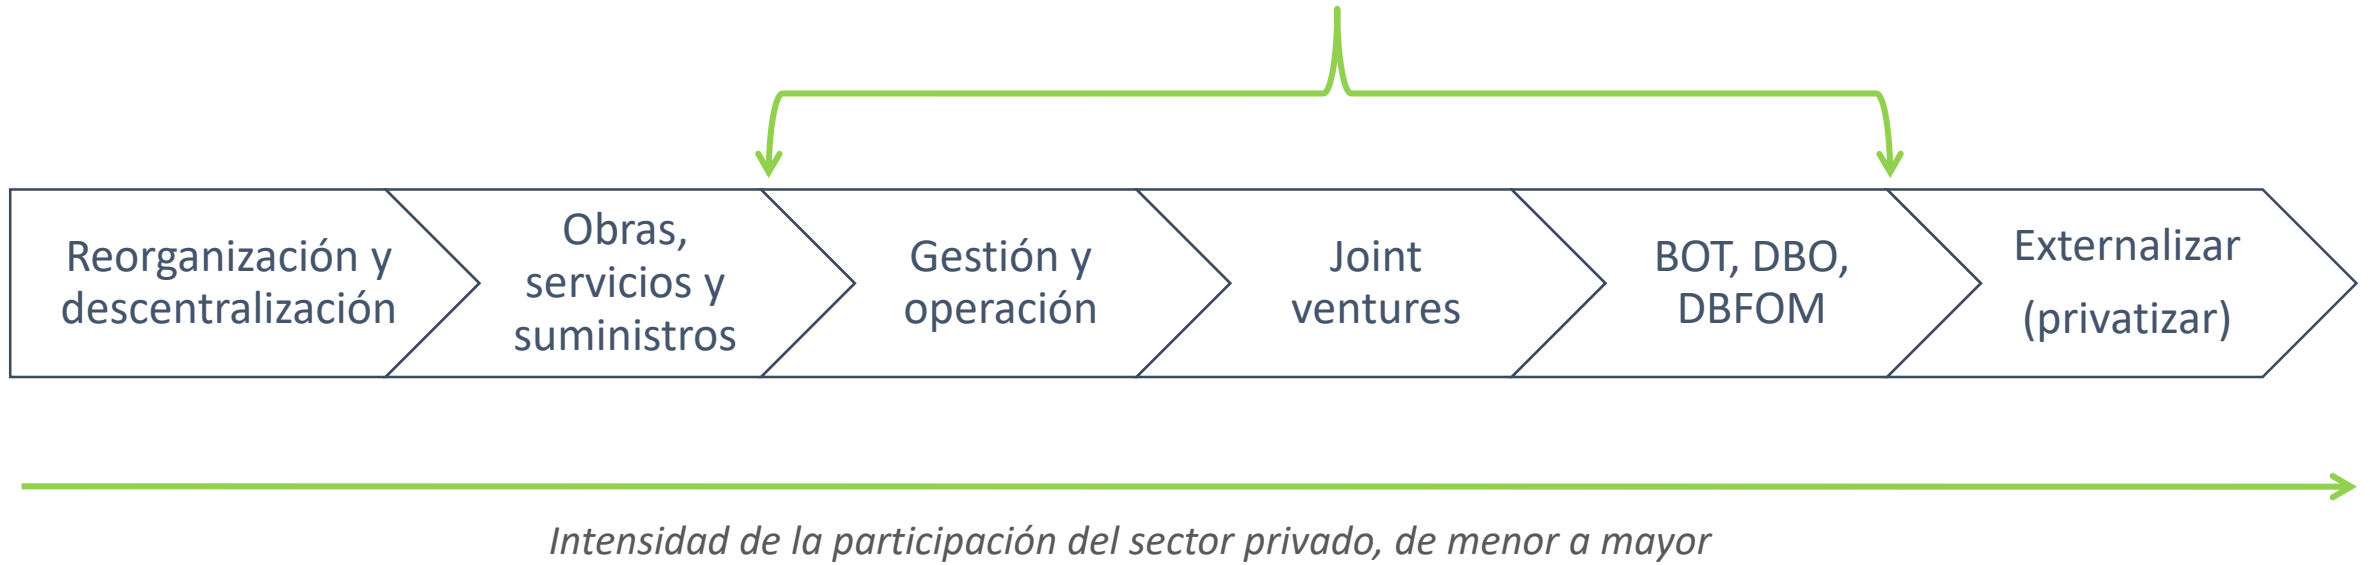 Reorganización y
descentralización
Obras,
servicios y
suministros
Gestión y
operación
Joint
ventures
BOT, DBO,
DBFOM
Externalizar
(privatizar)
Intensidad de la participación del sector privado, de menor a mayor